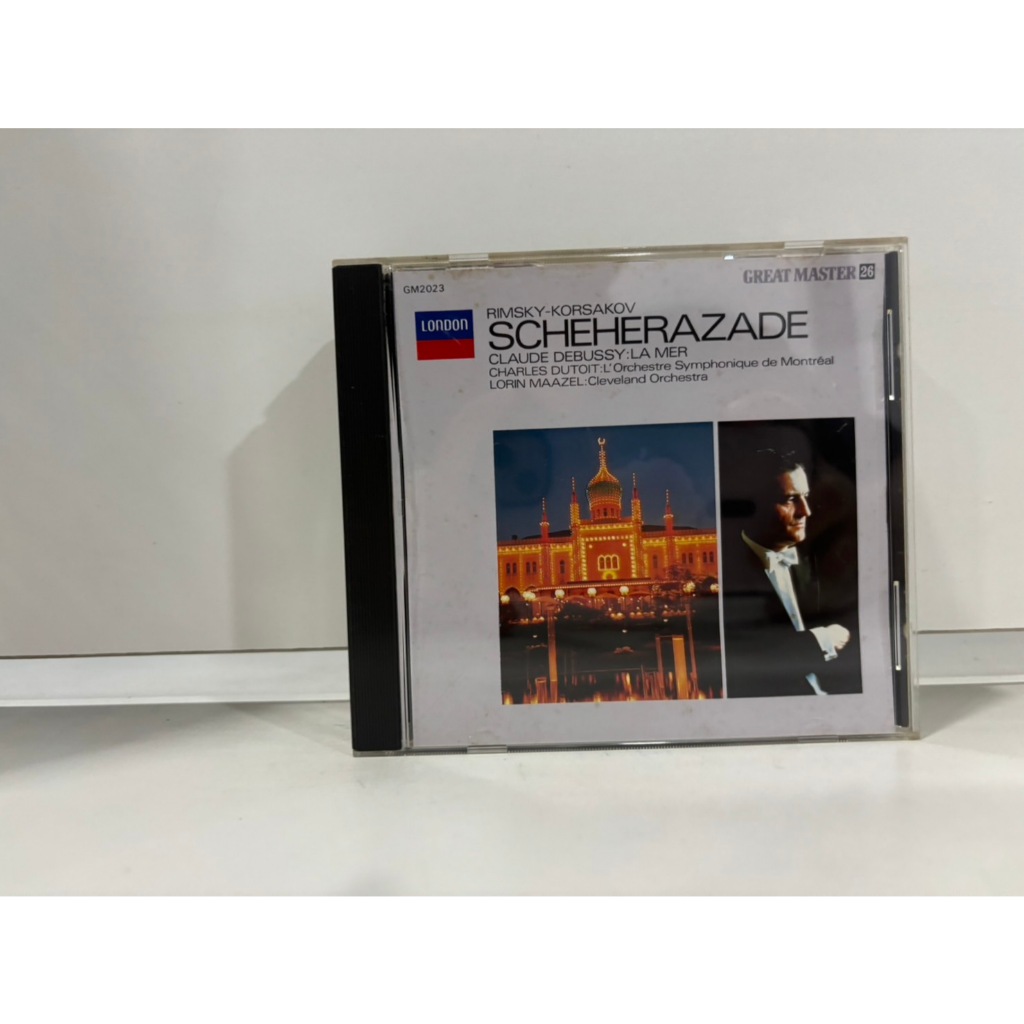 GREAT MASTER 26
GM2023
LONDON
RIMSKY-KORSAKOV
SCHEHERAZADE
CLAUDE DEBUSSY:LA MER
CHARLES DUTOIT:L'Orchestre Symphonique de Montréal
LORIN MAAZEL:Cleveland Orchestra